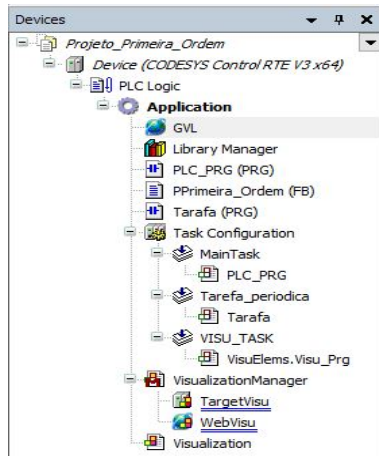 Devices
Projeto_Primeira_Ordem
Device (CODESYS Control RTE V3 x64)
PLC Logic
Application
GVL
Library Manager
PLC_PRG (PRG)
PPrimeira_Ordem (FB)
Tarafa (PRG)
Task Configuration
MainTask
PLC_PRG
Tarefa_periodica
Tarafa
VISU_TASK
VisuElems.Visu_Prg
VisualizationManager
TargetVisu
WebVisu
Visualization